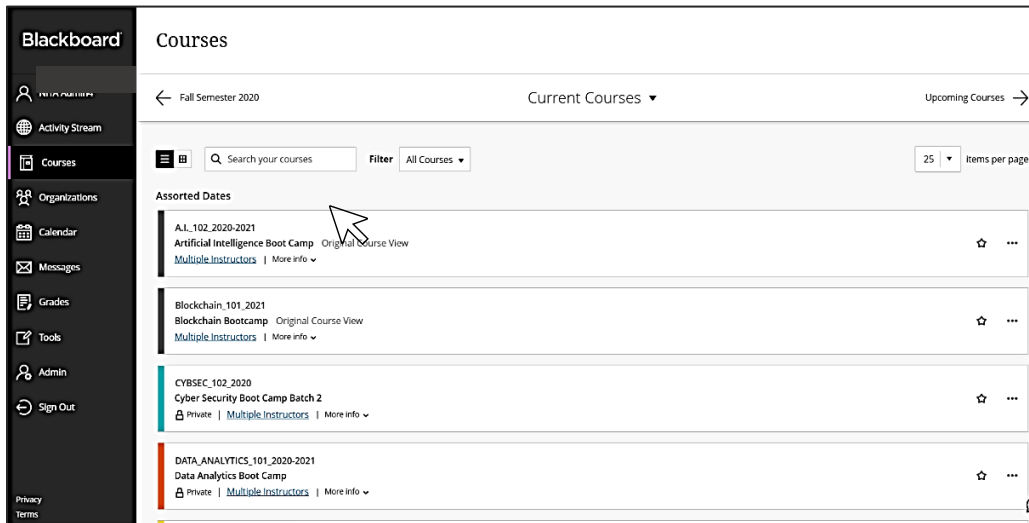 Blackboard
Courses
Fall Semester 2020
Current Courses
Upcoming Courses
Activity Stream
Courses
Organizations
Calendar
Messages
Grades
Tools
Admin
Sign Out
Privacy
Terms
Search your courses
Filter
All Courses
25
Items per page
Assorted Dates
A.I._102_2020-2021
Artificial Intelligence Boot Camp Original Course View
Multiple Instructors | More info
Blockchain_101_2021
Blockchain Bootcamp Original Course View
Multiple Instructors | More info
CYBSEC_102_2020
Cyber Security Boot Camp Batch 2
Private | Multiple Instructors | More info
DATA_ANALYTICS_101_2020-2021
Data Analytics Boot Camp
Private | Multiple Instructors | More info